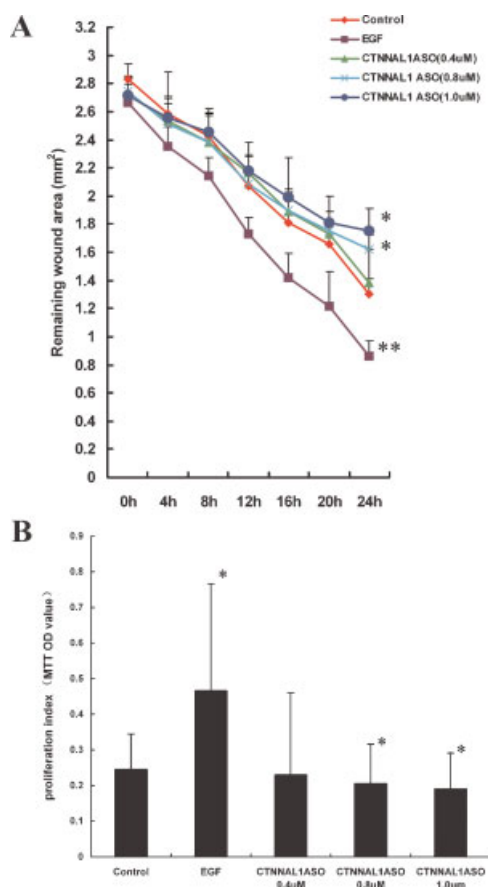 A
Control
EGF
CTNNAL1ASO(0.4uM)
CTNNAL1 ASO(0.8uM)
CTNNAL1 ASO(1.0uM)
Remaining wound area (mm²)
3.2
3
2.8
2.6
2.4
2.2
2
1.8
1.6
1.4
1.2
1
0.8
0.6
0.4
0.2
0
*
*
**
0h 4h 8h 12h 16h 20h 24h
B
proliferation index （MTT OD value）
0.9
0.8
0.7
0.6
0.5
0.4
0.3
0.2
0.1
0
*
*
*
Control EGF CTNNAL1ASO CTNNAL1ASO CTNNAL1ASO
0.4uM 0.8uM 1.0um